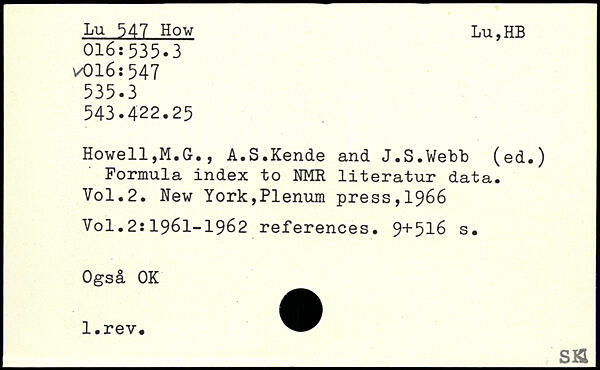 Lu 547 How Lu,HB
016:535.3
✓016:547
535.3
543.422.25
Howell,M.G., A.S.Kende and J.S.Webb (ed.)
Formula index to NMR literatur data.
Vol.2. New York,Plenum press,1966
Vol.2:1961-1962 references. 9+516 s.
Også OK
1.rev.